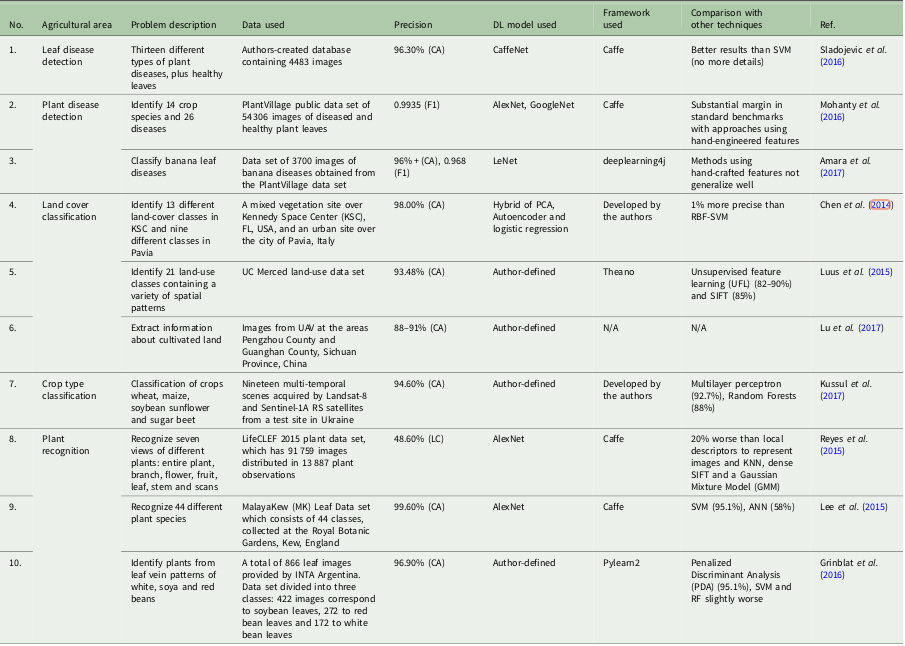 No. Agricultural area Problem description Data used Precision DL model used Framework used Comparison with other techniques Ref.
1. Leaf disease detection Thirteen different types of plant diseases, plus healthy leaves Authors-created database containing 4483 images 96.30% (CA) CaffeNet Caffe Better results than SVM (no more details) Sladojevic et al. (2016)
2. Plant disease detection Identify 14 crop species and 26 diseases PlantVillage public data set of 54 306 images of diseased and healthy plant leaves 0.9935 (F1) AlexNet, GoogleNet Caffe Substantial margin in standard benchmarks with approaches using hand-engineered features Mohanty et al. (2016)
3. Classify banana leaf diseases Data set of 3700 images of banana diseases obtained from the PlantVillage data set 96% + (CA), 0.968 (F1) LeNet deeplearning4j Methods using hand-crafted features not generalize well Amara et al. (2017)
4. Land cover classification Identify 13 different land-cover classes in KSC and nine different classes in Pavia A mixed vegetation site over Kennedy Space Center (KSC), FL, USA, and an urban site over the city of Pavia, Italy 98.00% (CA) Hybrid of PCA, Autoencoder and logistic regression Developed by the authors 1% more precise than RBF-SVM Chen et al. (2014)
5. Identify 21 land-use classes containing a variety of spatial patterns UC Merced land-use data set 93.48% (CA) Author-defined Theano Unsupervised feature learning (UFL) (82–90%) and SIFT (85%) Luus et al. (2015)
6. Extract information about cultivated land Images from UAV at the areas Pengzhou County and Guanghan County, Sichuan Province, China 88–91% (CA) Author-defined N/A N/A Lu et al. (2017)
7. Crop type classification Classification of crops wheat, maize, soybean sunflower and sugar beet Nineteen multi-temporal scenes acquired by Landsat-8 and Sentinel-1A RS satellites from a test site in Ukraine 94.60% (CA) Author-defined Developed by the authors Multilayer perceptron (92.7%), Random Forests (88%) Kussul et al. (2017)
8. Plant recognition Recognize seven views of different plants: entire plant, branch, flower, fruit, leaf, stem and scans LifeCLEF 2015 plant data set, which has 91 759 images distributed in 13 887 plant observations 48.60% (LC) AlexNet Caffe 20% worse than local descriptors to represent images and KNN, dense SIFT and a Gaussian Mixture Model (GMM) Reyes et al. (2015)
9. Recognize 44 different plant species MalayaKew (MK) Leaf Data set which consists of 44 classes, collected at the Royal Botanic Gardens, Kew, England 99.60% (CA) AlexNet Caffe SVM (95.1%), ANN (58%) Lee et al. (2015)
10. Identify plants from leaf vein patterns of white, soya and red beans A total of 866 leaf images provided by INTA Argentina. Data set divided into three classes: 422 images correspond to soybean leaves, 272 to red bean leaves and 172 to white bean leaves 96.90% (CA) Author-defined Pylearn2 Penalized Discriminant Analysis (PDA) (95.1%), SVM and RF slightly worse Grinblat et al. (2016)